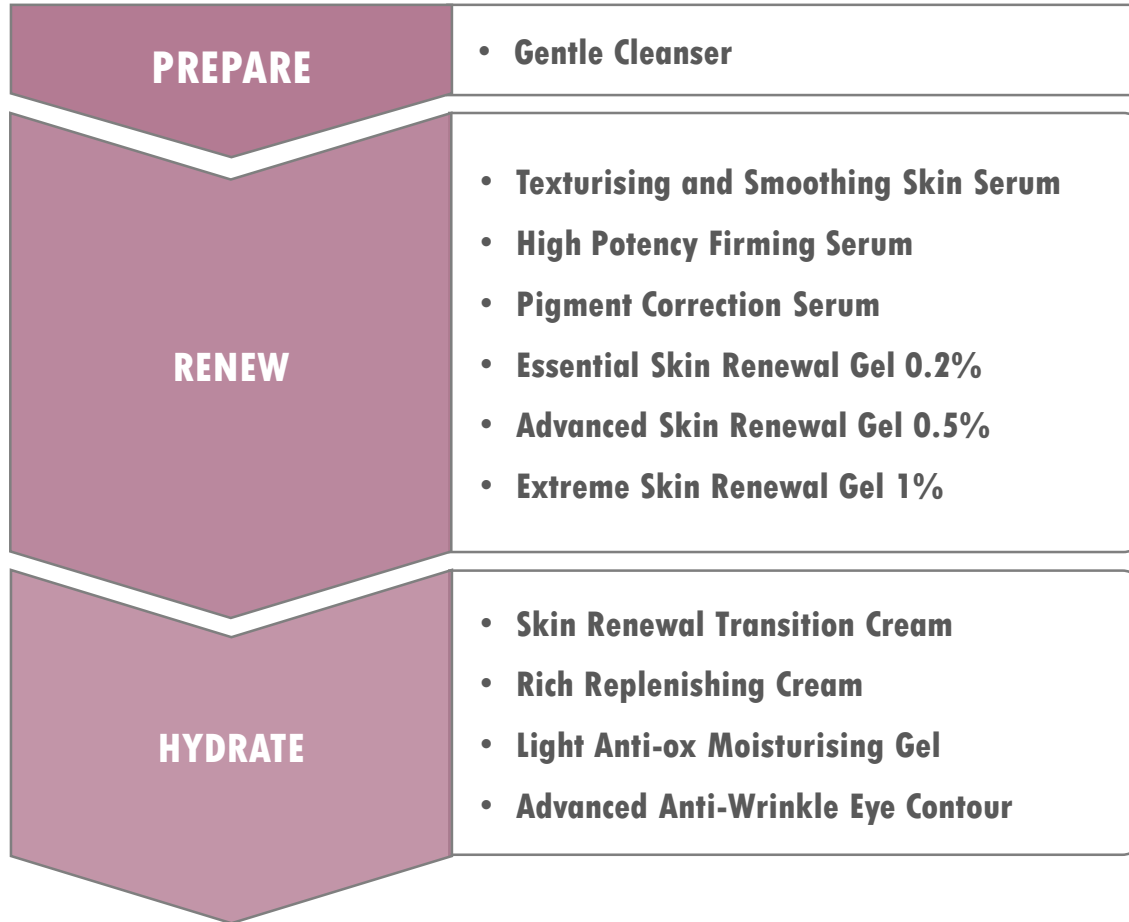 PREPARE
• Gentle Cleanser
RENEW
• Texturising and Smoothing Skin Serum
• High Potency Firming Serum
• Pigment Correction Serum
• Essential Skin Renewal Gel 0.2%
• Advanced Skin Renewal Gel 0.5%
• Extreme Skin Renewal Gel 1%
HYDRATE
• Skin Renewal Transition Cream
• Rich Replenishing Cream
• Light Anti-ox Moisturising Gel
• Advanced Anti-Wrinkle Eye Contour